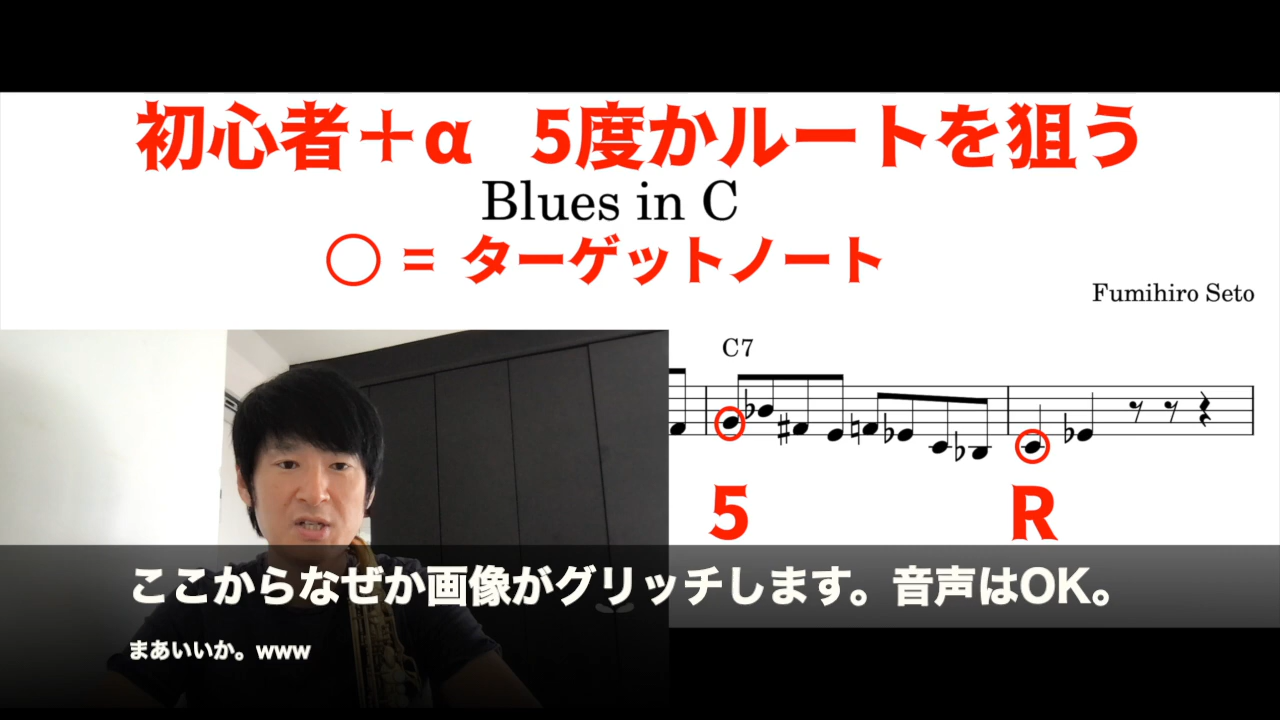 初心者＋α 5度かルートを狙う
Blues in C
〇 = ターゲットノート
Fumihiro Seto
C7
5 R
ここからなぜか画像がグリッチします。音声はOK。
まあいいか。www